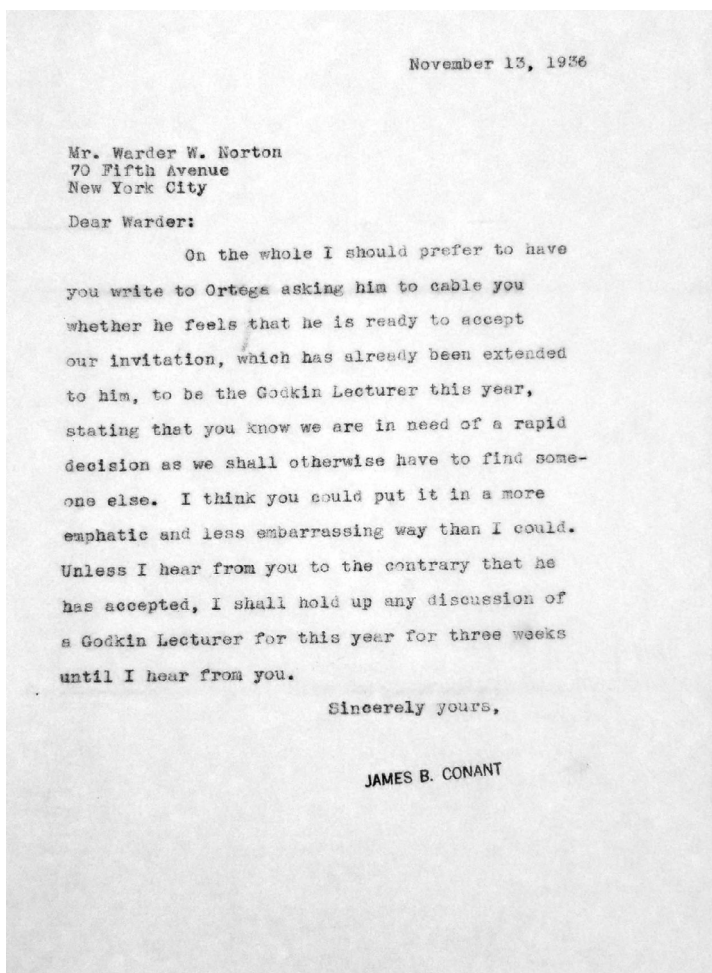 November 13, 1936
Mr. Warder W. Norton
70 Fifth Avenue
New York City
Dear Warder:
On the whole I should prefer to have
you write to Ortega asking him to cable you
whether he feels that he is ready to accept
our invitation, which has already been extended
to him, to be the Godkin Lecturer this year,
stating that you know we are in need of a rapid
decision as we shall otherwise have to find some-
one else. I think you could put it in a more
emphatic and less embarrassing way than I could.
Unless I hear from you to the contrary that he
has accepted, I shall hold up any discussion of
a Godkin Lecturer for this year for three weeks
until I hear from you.
Sincerely yours,
JAMES B. CONANT